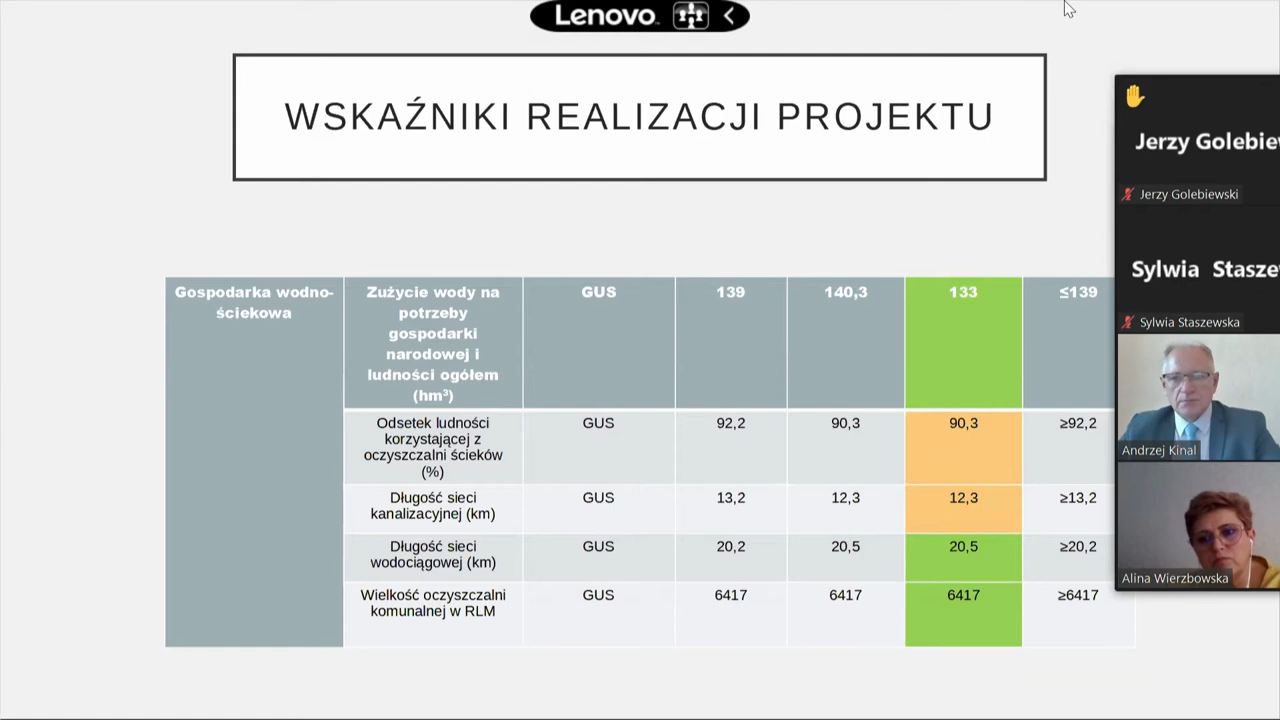 Lenovo
WSKAŹNIKI REALIZACJI PROJEKTU
Gospodarka wodno-
ściekowa
Zużycie wody na
potrzeby
gospodarki
narodowej i
ludności ogółem
(hm³)
GUS
139
140,3
133
≤139
Odsetek ludności
korzystającej z
oczyszczalni ścieków
(%)
GUS
92,2
90,3
90,3
≥92,2
Długość sieci
kanalizacyjnej (km)
GUS
13,2
12,3
12,3
≥13,2
Długość sieci
wodociągowej (km)
GUS
20,2
20,5
20,5
≥20,2
Wielkość oczyszczalni
komunalnej w RLM
GUS
6417
6417
6417
≥6417
Jerzy Golebie
Jerzy Golebiewski
Sylwia Stasze
Sylwia Staszewska
Andrzej Kinal
Alina Wierzbowska